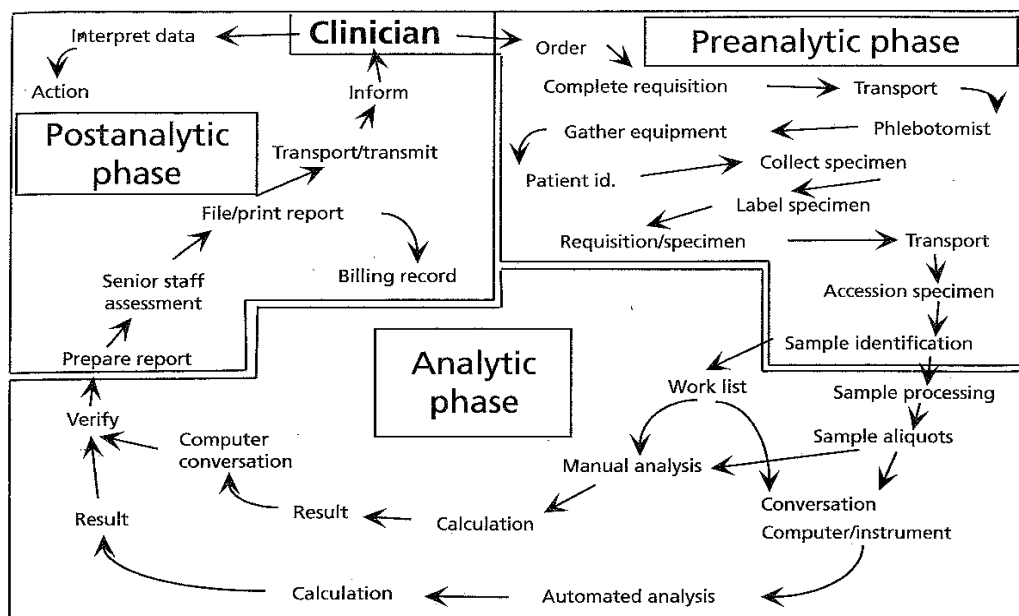 Clinician
Preanalytic phase
Order
Complete requisition
Transport
Phlebotomist
Gather equipment
Patient id.
Collect specimen
Label specimen
Requisition/specimen
Transport
Accession specimen
Sample identification
Analytic
phase
Work list
Sample processing
Sample aliquots
Manual analysis
Conversation
Computer/instrument
Calculation
Result
Computer
conversation
Automated analysis
Calculation
Result
Verify
Postanalytic
phase
Prepare report
Senior staff
assessment
File/print report
Billing record
Transport/transmit
Inform
Interpret data
Action